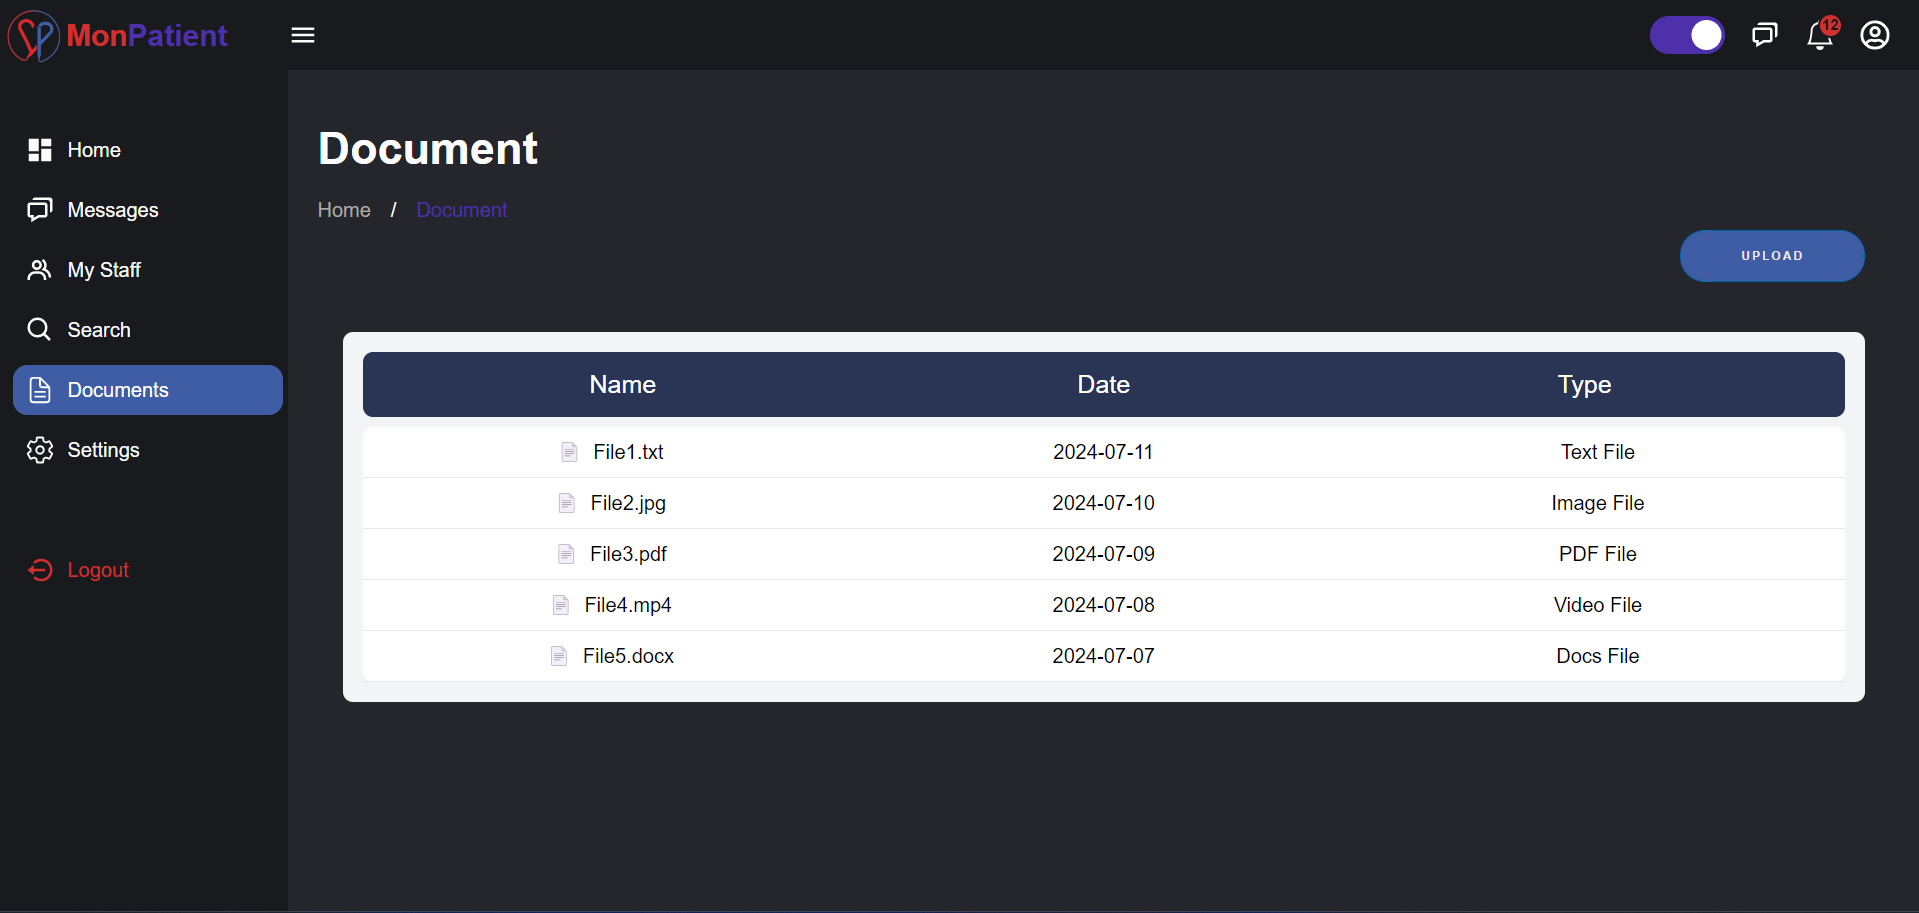 MonPatient
12
Home
Messages
My Staff
Search
Documents
Settings
Logout
Document
Home / Document
UPLOAD
Name Date Type
File1.txt 2024-07-11 Text File
File2.jpg 2024-07-10 Image File
File3.pdf 2024-07-09 PDF File
File4.mp4 2024-07-08 Video File
File5.docx 2024-07-07 Docs File